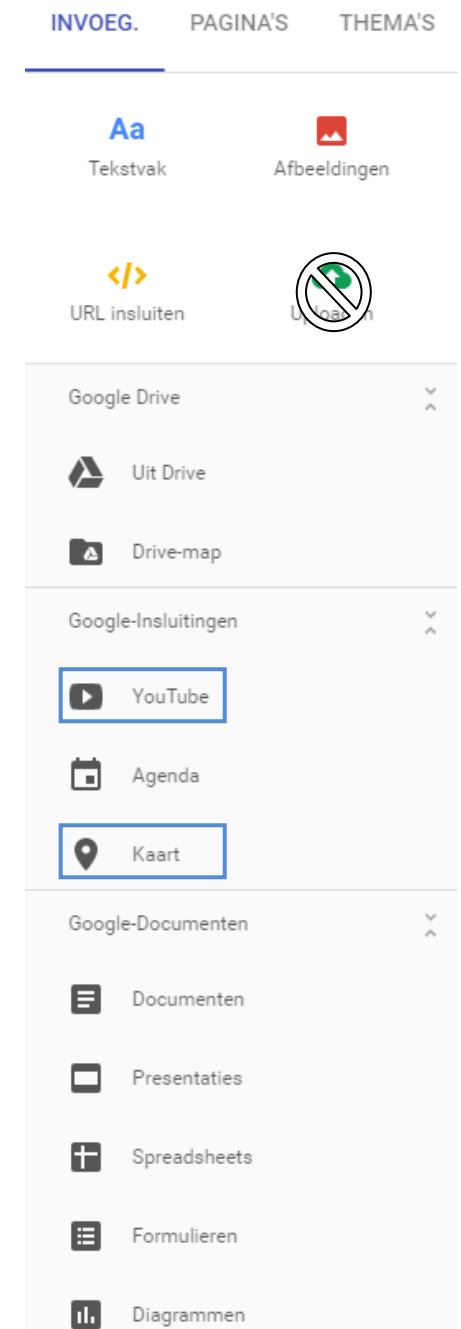 INVOEG. PAGINA'S THEMA'S
Aa
Tekstvak Afbeeldingen
</>
URL insluiten Uploaden
Google Drive
Uit Drive
Drive-map
Google-Insluitingen
YouTube
Agenda
Kaart
Google-Documenten
Documenten
Presentaties
Spreadsheets
Formulieren
Diagrammen